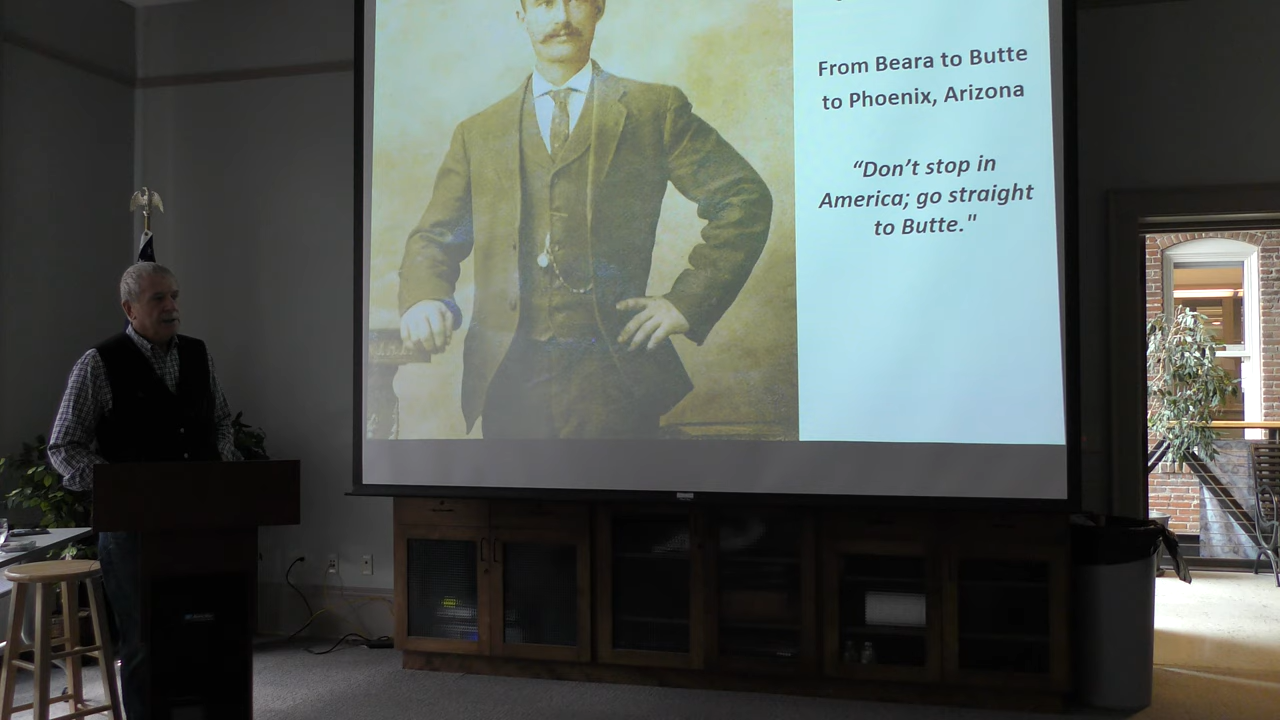 From Beara to Butte
to Phoenix, Arizona
“Don’t stop in
America; go straight
to Butte."